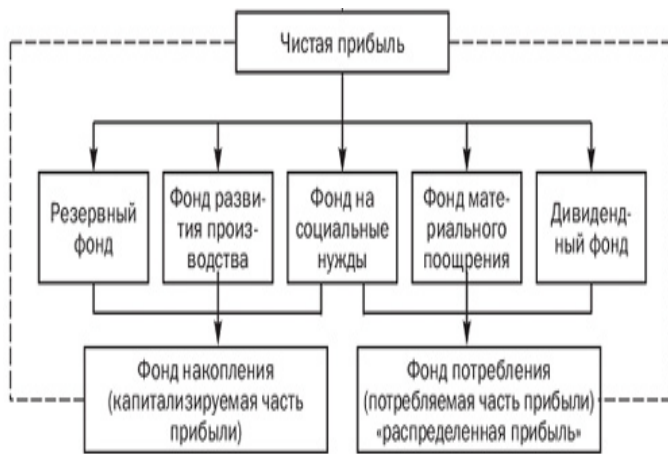 Чистая прибыль
Резервный
фонд
Фонд разви-
тия произ-
водства
Фонд на
социальные
нужды
Фонд мате-
риального
поощрения
Дивиденд-
ный фонд
Фонд накопления
(капитализируемая часть
прибыли)
Фонд потребления
(потребляемая часть прибыли)
«распределенная прибыль»